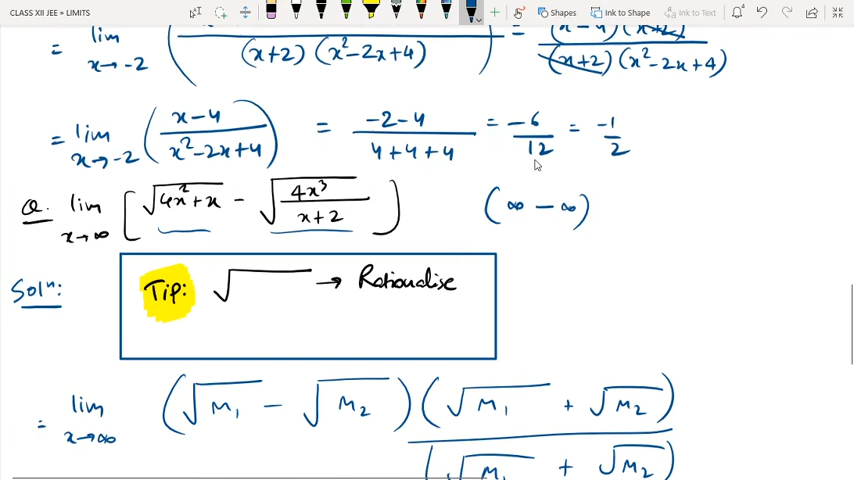 CLASS XII JEE » LIMITS Shapes Ink to Shape Ink to Text
= lim x→-2 ( / (x+2) (x²-2x+4) ) = (x-4) (x+2) / (x+2) (x²-2x+4)
= lim x→-2 ( x-4 / x²-2x+4 ) = -2-4 / 4+4+4 = -6 / 12 = -1 / 2
Q. lim x→∞ [ √4x²+x - √4x³ / x+2 ) (∞ - ∞)
Solⁿ: Tip: √ → Rationalise
= lim x→∞ (√M₁ - √M₂) (√M₁ + √M₂) / (√M₁ + √M₂)